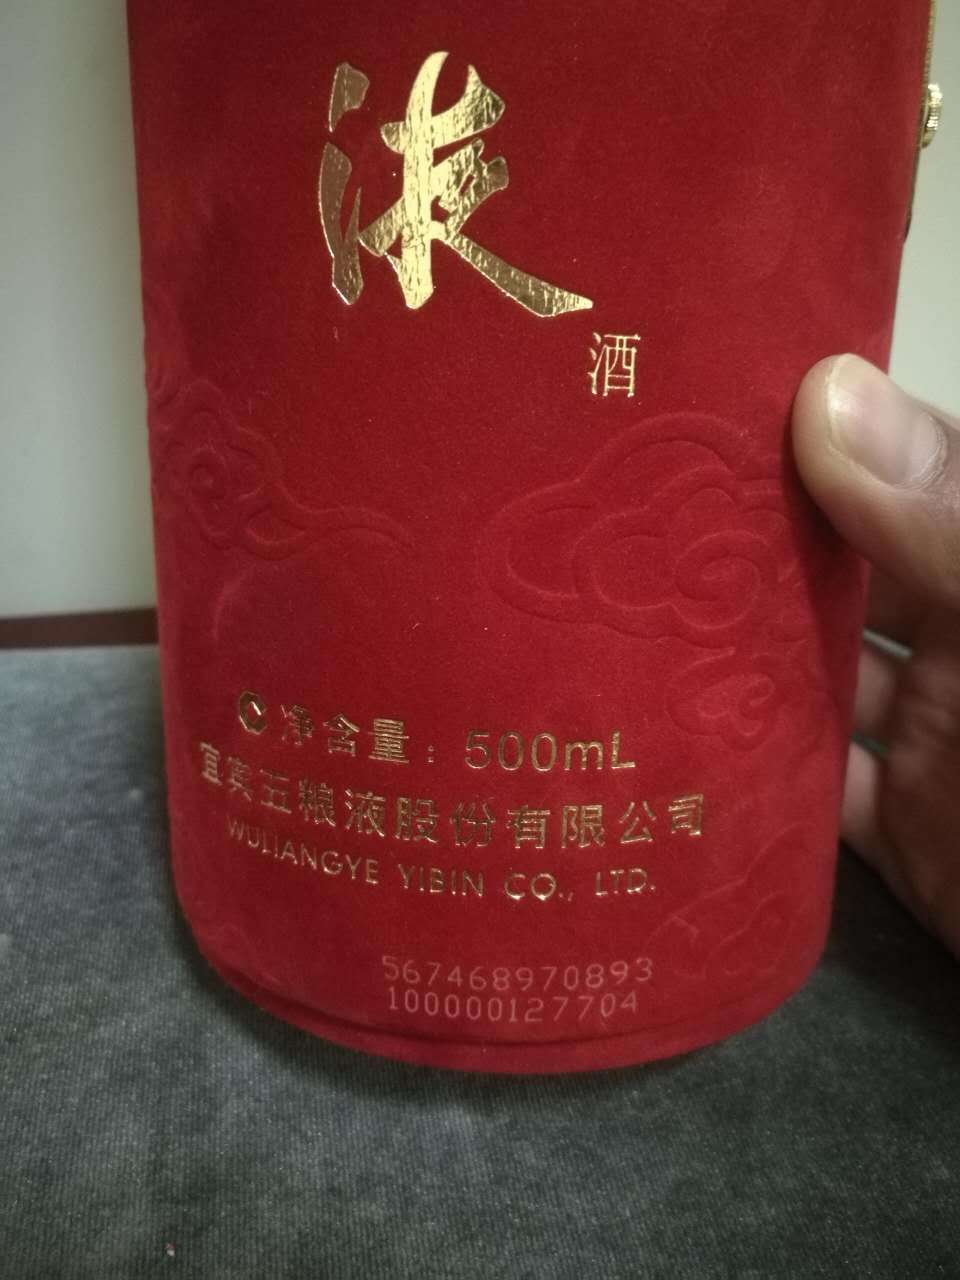 液
酒
净含量：500mL
宜宾五粮液股份有限公司
WULIANGYE YIBIN CO., LTD.
567468970893
100000127704